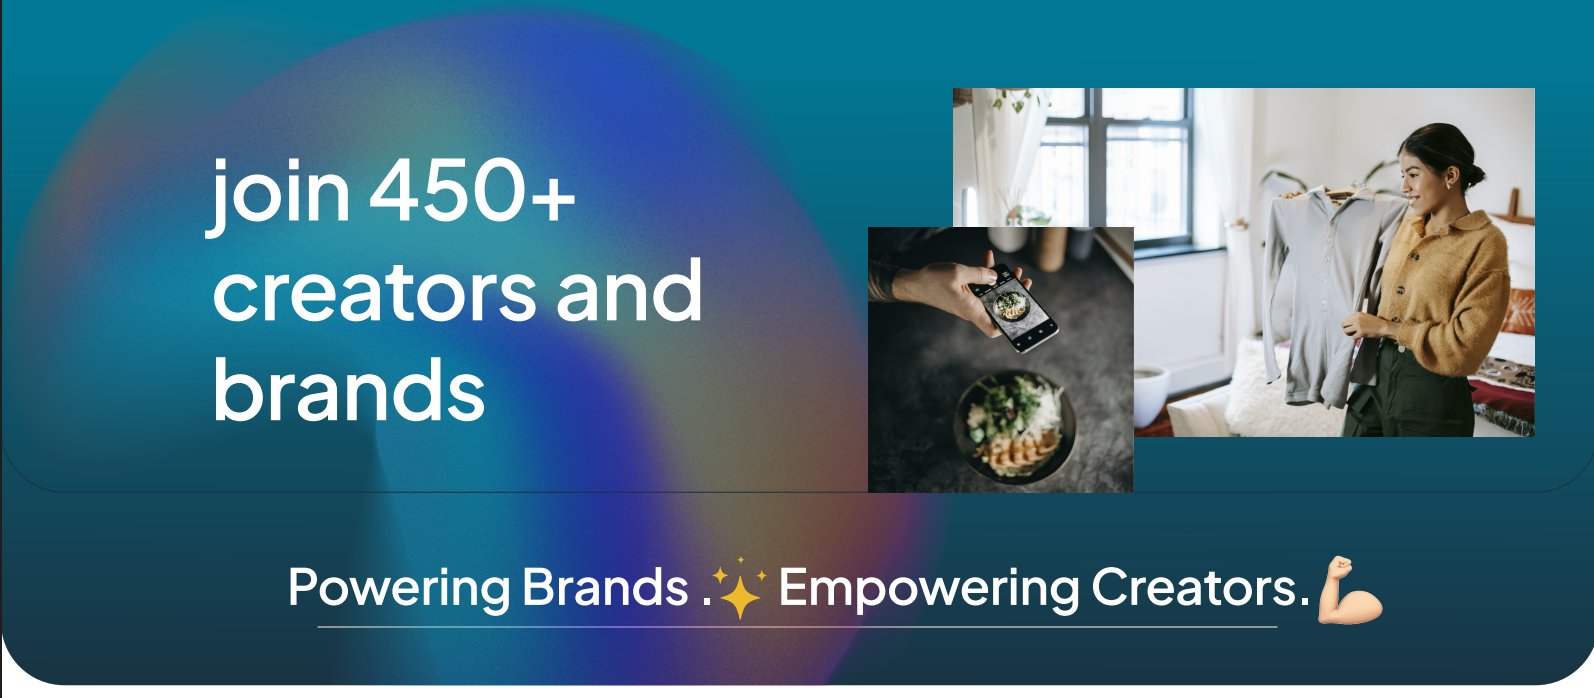 join 450+
creators and
brands
Powering Brands .✨ Empowering Creators.💪🏼